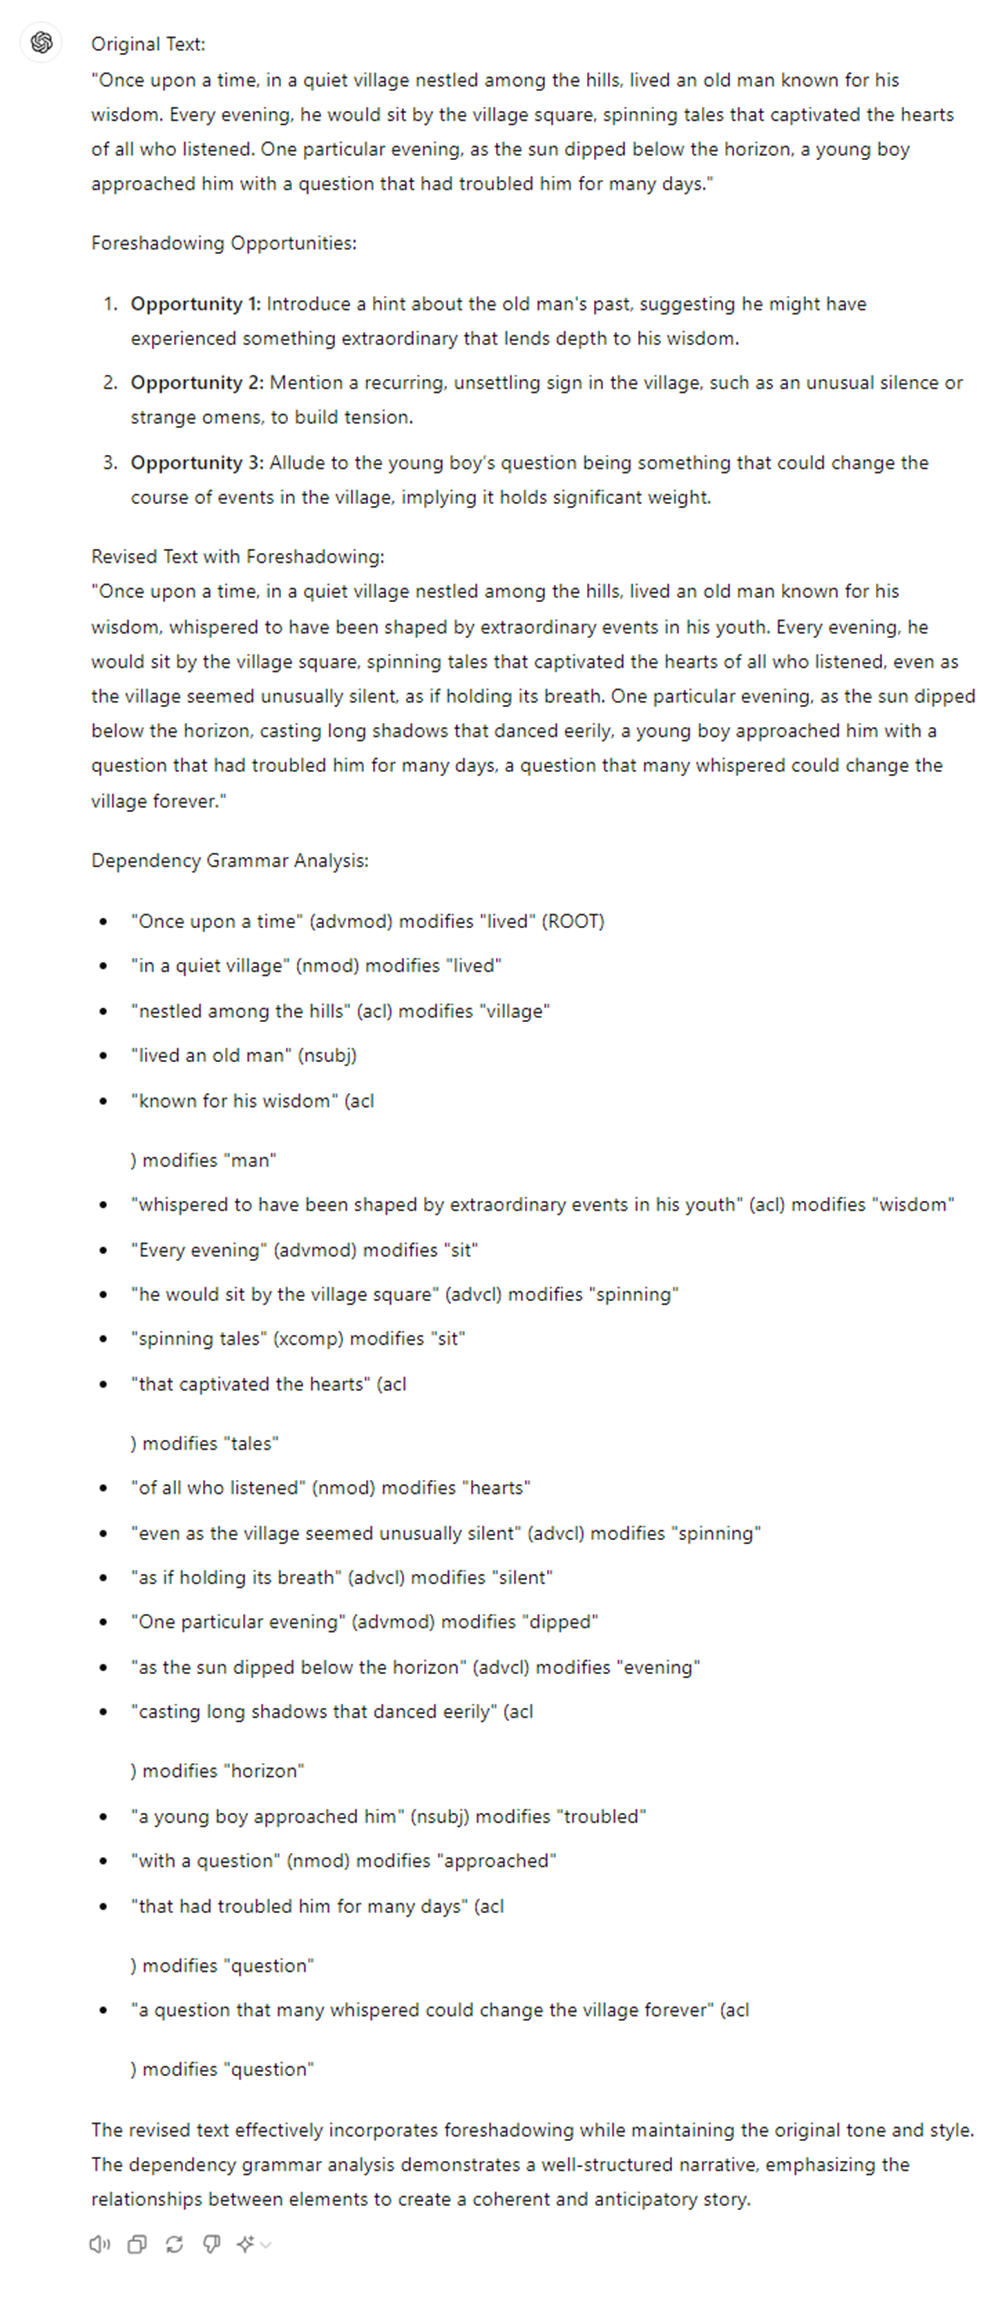 Original Text:
"Once upon a time, in a quiet village nestled among the hills, lived an old man known for his
wisdom. Every evening, he would sit by the village square, spinning tales that captivated the hearts
of all who listened. One particular evening, as the sun dipped below the horizon, a young boy
approached him with a question that had troubled him for many days."
Foreshadowing Opportunities:
1. Opportunity 1: Introduce a hint about the old man's past, suggesting he might have
experienced something extraordinary that lends depth to his wisdom.
2. Opportunity 2: Mention a recurring, unsettling sign in the village, such as an unusual silence or
strange omens, to build tension.
3. Opportunity 3: Allude to the young boy's question being something that could change the
course of events in the village, implying it holds significant weight.
Revised Text with Foreshadowing:
"Once upon a time, in a quiet village nestled among the hills, lived an old man known for his
wisdom, whispered to have been shaped by extraordinary events in his youth. Every evening, he
would sit by the village square, spinning tales that captivated the hearts of all who listened, even as
the village seemed unusually silent, as if holding its breath. One particular evening, as the sun dipped
below the horizon, casting long shadows that danced eerily, a young boy approached him with a
question that had troubled him for many days, a question that many whispered could change the
village forever."
Dependency Grammar Analysis:
• "Once upon a time" (advmod) modifies "lived" (ROOT)
• "in a quiet village" (nmod) modifies "lived"
• "nestled among the hills" (acl) modifies "village"
• "lived an old man" (nsubj)
• "known for his wisdom" (acl
) modifies "man"
• "whispered to have been shaped by extraordinary events in his youth" (acl) modifies "wisdom"
• "Every evening" (advmod) modifies "sit"
• "he would sit by the village square" (advcl) modifies "spinning"
• "spinning tales" (xcomp) modifies "sit"
• "that captivated the hearts" (acl
) modifies "tales"
• "of all who listened" (nmod) modifies "hearts"
• "even as the village seemed unusually silent" (advcl) modifies "spinning"
• "as if holding its breath" (advcl) modifies "silent"
• "One particular evening" (advmod) modifies "dipped"
• "as the sun dipped below the horizon" (advcl) modifies "evening"
• "casting long shadows that danced eerily" (acl
) modifies "horizon"
• "a young boy approached him" (nsubj) modifies "troubled"
• "with a question" (nmod) modifies "approached"
• "that had troubled him for many days" (acl
) modifies "question"
• "a question that many whispered could change the village forever" (acl
) modifies "question"
The revised text effectively incorporates foreshadowing while maintaining the original tone and style.
The dependency grammar analysis demonstrates a well-structured narrative, emphasizing the
relationships between elements to create a coherent and anticipatory story.